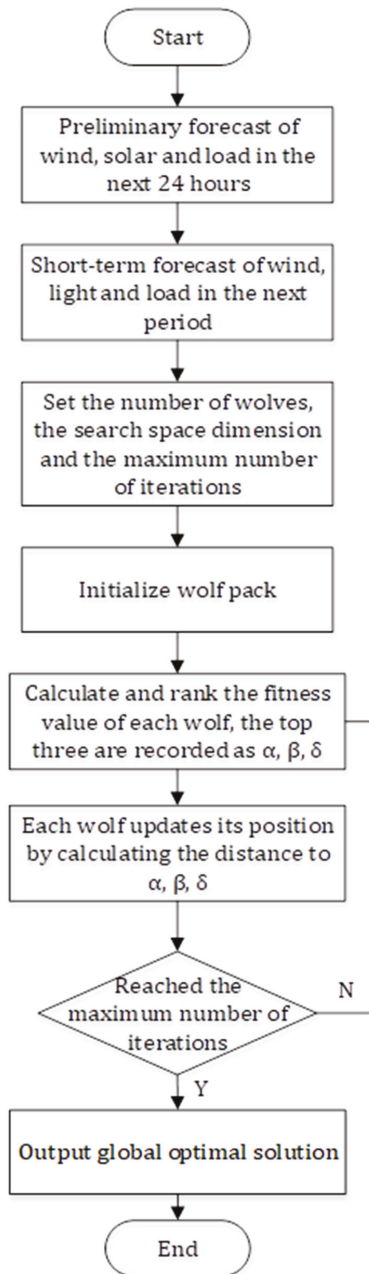 Start
Preliminary forecast of
wind, solar and load in the
next 24 hours
Short-term forecast of wind,
light and load in the next
period
Set the number of wolves,
the search space dimension
and the maximum number
of iterations
Initialize wolf pack
Calculate and rank the fitness
value of each wolf, the top
three are recorded as α, β, δ
Each wolf updates its position
by calculating the distance to
α, β, δ
Reached the
maximum number of
iterations
N
Y
Output global optimal solution
End